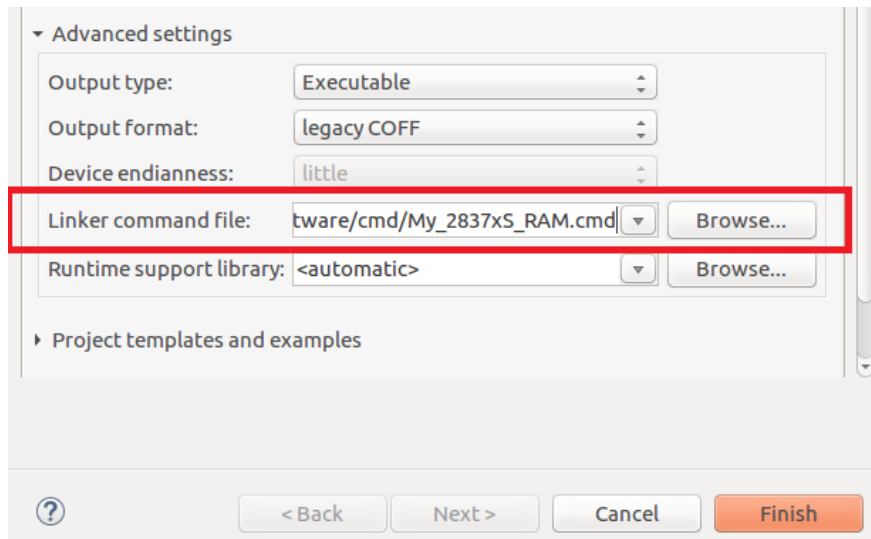 Advanced settings
Output type: Executable
Output format: legacy COFF
Device endianness: little
Linker command file: tware/cmd/My_2837xS_RAM.cmd Browse...
Runtime support library: <automatic> Browse...
Project templates and examples
? < Back Next > Cancel Finish